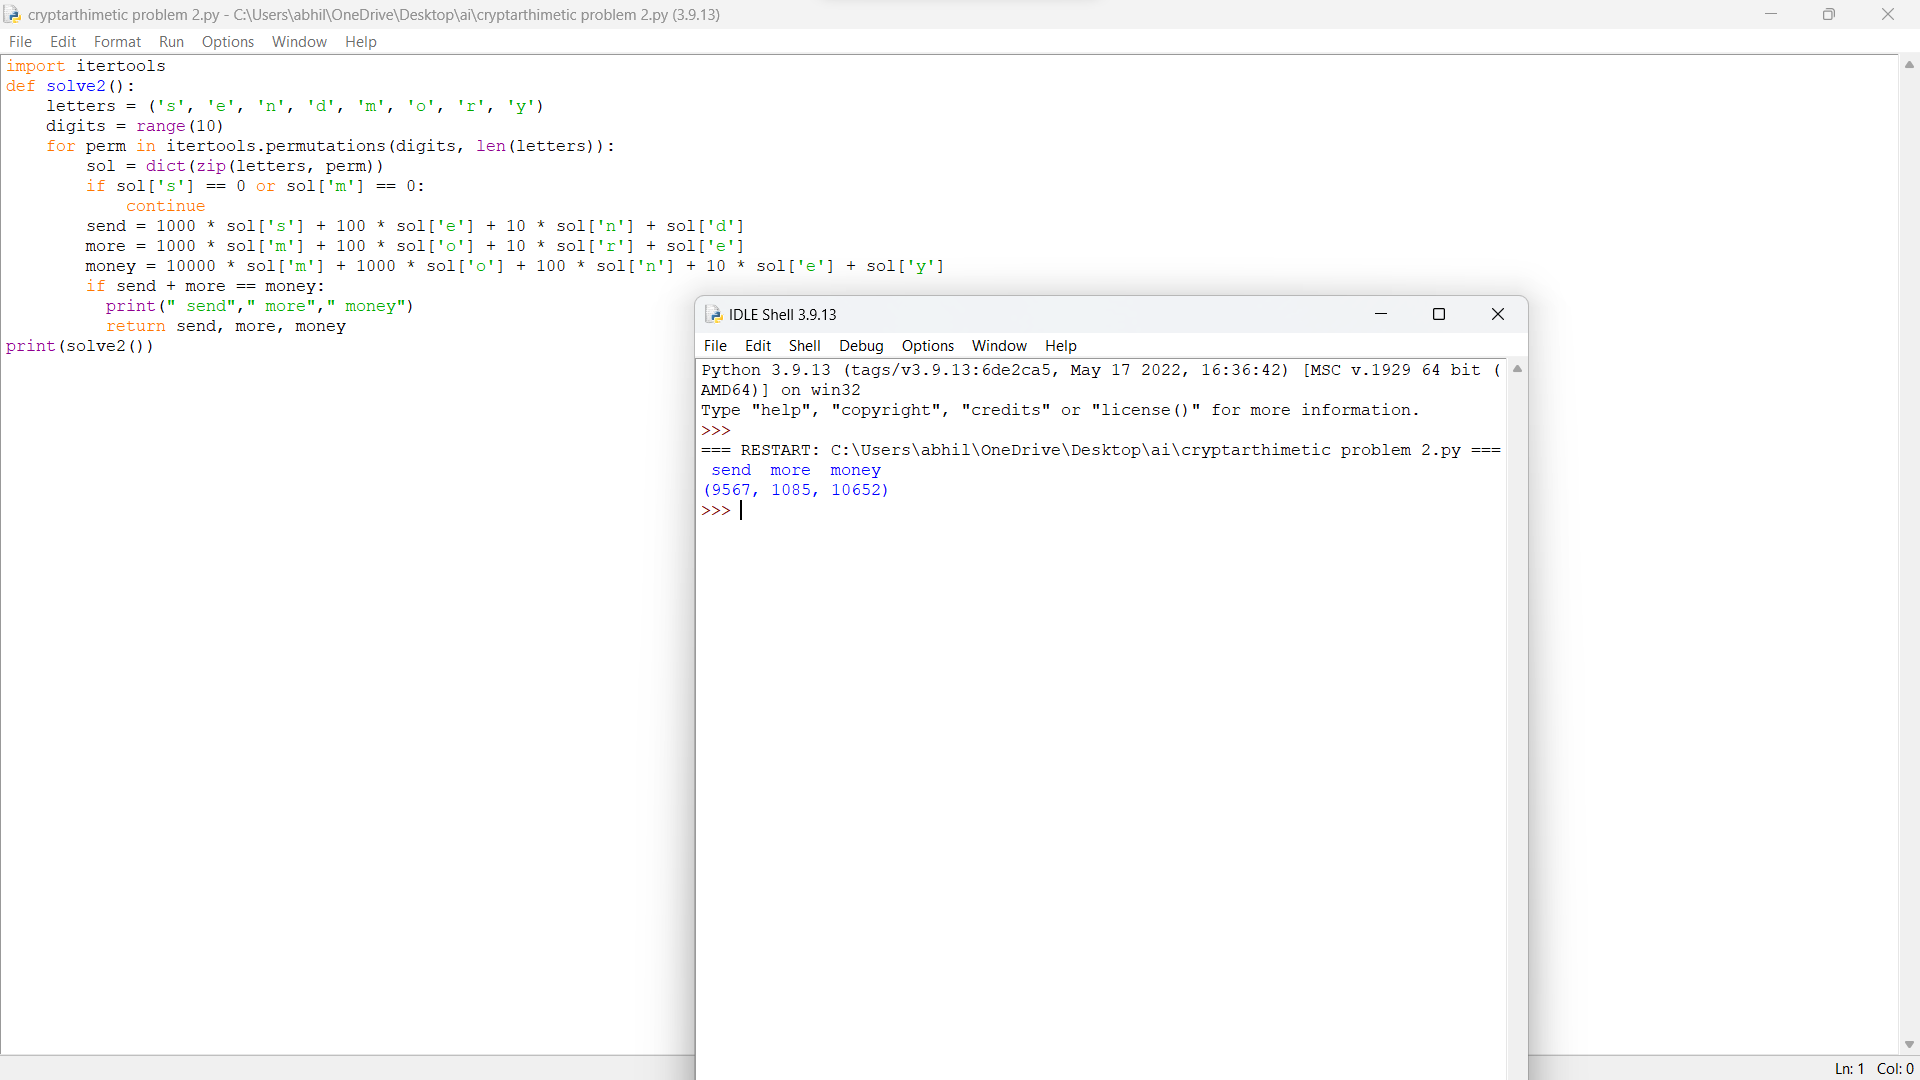 cryptarthimetic problem 2.py - C:\Users\abhil\OneDrive\Desktop\ai\cryptarthimetic problem 2.py (3.9.13)
File Edit Format Run Options Window Help
import itertools
def solve2():
    letters = ('s', 'e', 'n', 'd', 'm', 'o', 'r', 'y')
    digits = range(10)
    for perm in itertools.permutations(digits, len(letters)):
        sol = dict(zip(letters, perm))
        if sol['s'] == 0 or sol['m'] == 0:
            continue
        send = 1000 * sol['s'] + 100 * sol['e'] + 10 * sol['n'] + sol['d']
        more = 1000 * sol['m'] + 100 * sol['o'] + 10 * sol['r'] + sol['e']
        money = 10000 * sol['m'] + 1000 * sol['o'] + 100 * sol['n'] + 10 * sol['e'] + sol['y']
        if send + more == money:
          print(" send"," more"," money")
          return send, more, money
print(solve2())
IDLE Shell 3.9.13
File Edit Shell Debug Options Window Help
Python 3.9.13 (tags/v3.9.13:6de2ca5, May 17 2022, 16:36:42) [MSC v.1929 64 bit (
AMD64)] on win32
Type "help", "copyright", "credits" or "license()" for more information.
>>>
=== RESTART: C:\Users\abhil\OneDrive\Desktop\ai\cryptarthimetic problem 2.py ===
 send  more  money
(9567, 1085, 10652)
>>>
Ln: 1 Col: 0